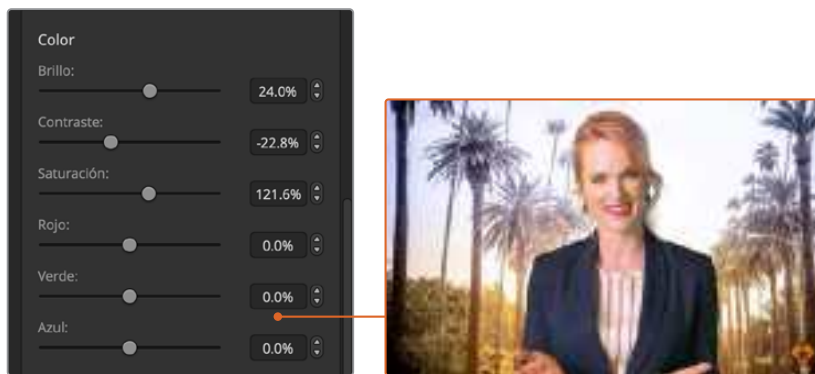 Color
Brillo:
24.0%
Contraste:
-22.8%
Saturación:
121.6%
Rojo:
0.0%
Verde:
0.0%
Azul:
0.0%